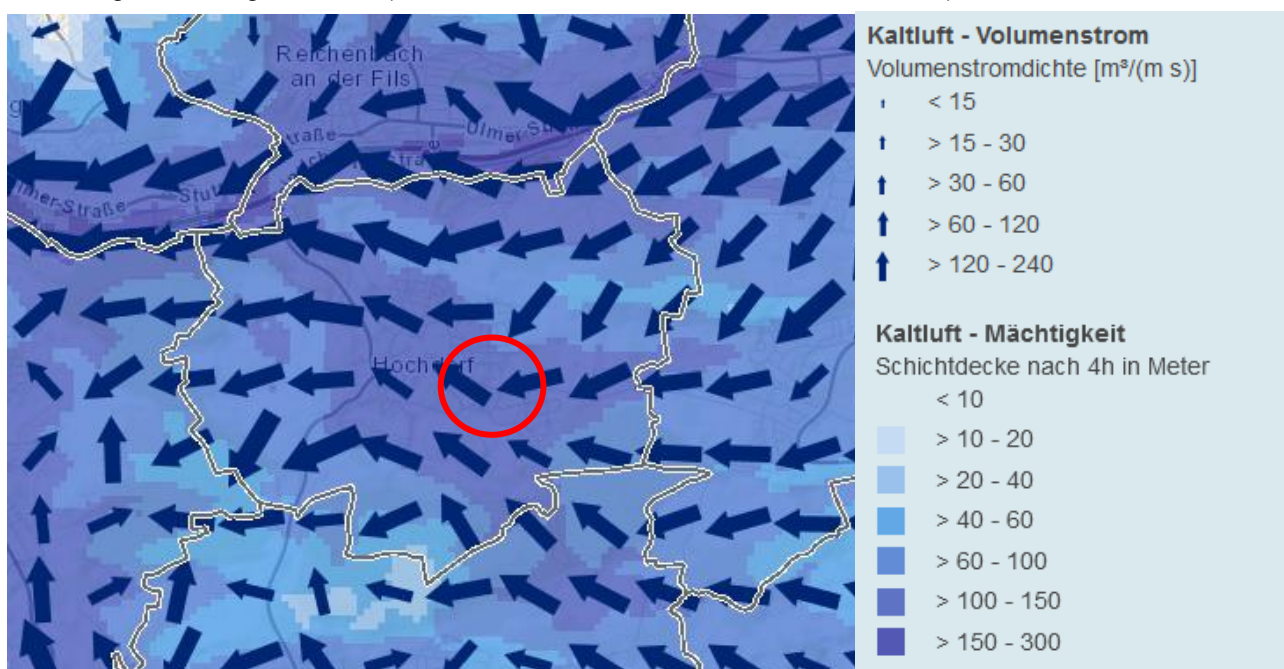 Reichenbach
an der Fils
Ulmer-St
Stut
Hochdorf
Kaltluft - Volumenstrom
Volumenstromdichte [m³/(m s)]
< 15
> 15 - 30
> 30 - 60
> 60 - 120
> 120 - 240
Kaltluft - Mächtigkeit
Schichtdecke nach 4h in Meter
< 10
> 10 - 20
> 20 - 40
> 40 - 60
> 60 - 100
> 100 - 150
> 150 - 300